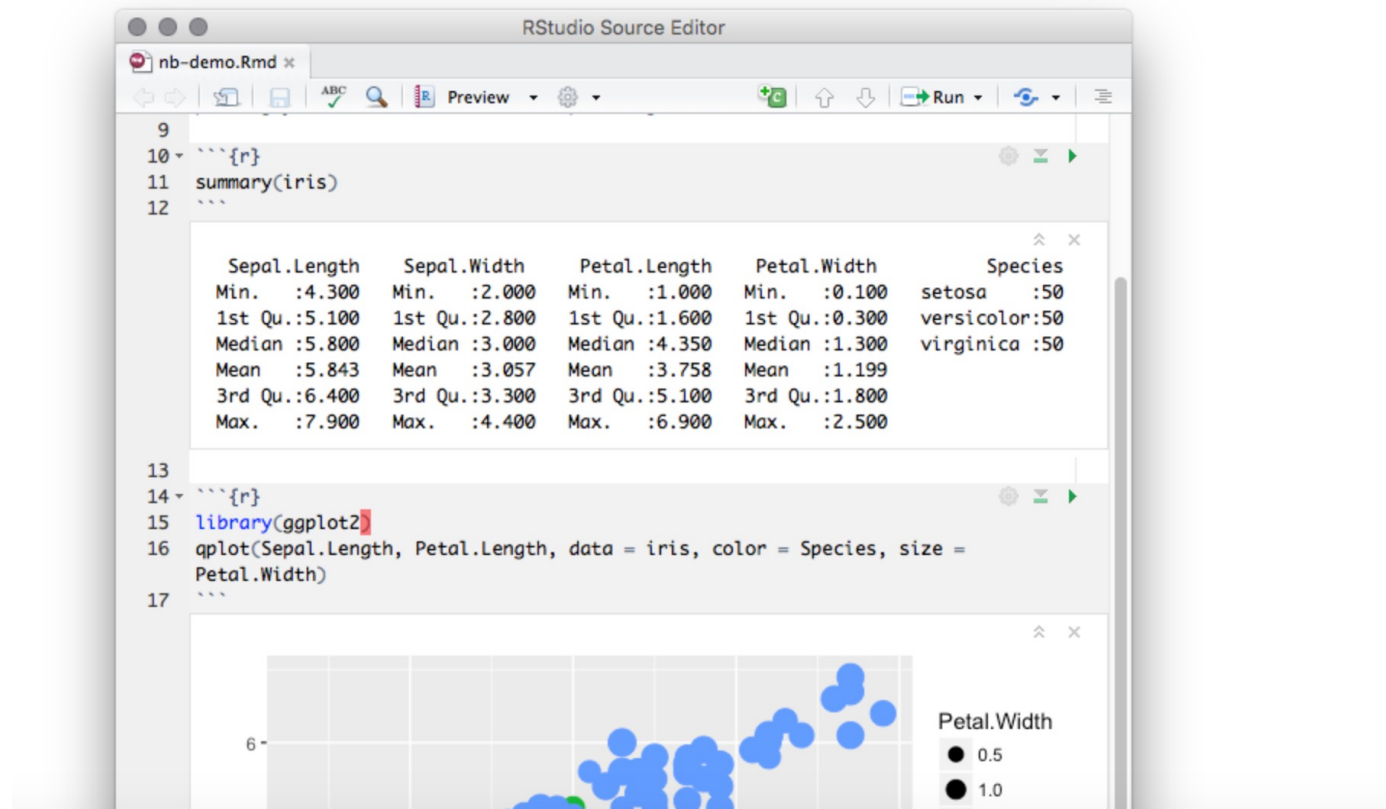 RStudio Source Editor
nb-demo.Rmd
ABC
R Preview
C
Run
9
10 ```{r}
11 summary(iris)
12 ```
Sepal.Length Sepal.Width Petal.Length Petal.Width Species
Min. :4.300 Min. :2.000 Min. :1.000 Min. :0.100 setosa :50
1st Qu.:5.100 1st Qu.:2.800 1st Qu.:1.600 1st Qu.:0.300 versicolor:50
Median :5.800 Median :3.000 Median :4.350 Median :1.300 virginica :50
Mean :5.843 Mean :3.057 Mean :3.758 Mean :1.199
3rd Qu.:6.400 3rd Qu.:3.300 3rd Qu.:5.100 3rd Qu.:1.800
Max. :7.900 Max. :4.400 Max. :6.900 Max. :2.500
13
14 ```{r}
15 library(ggplot2)
16 qplot(Sepal.Length, Petal.Length, data = iris, color = Species, size =
Petal.Width)
17 ```
Petal.Width
6
0.5
1.0